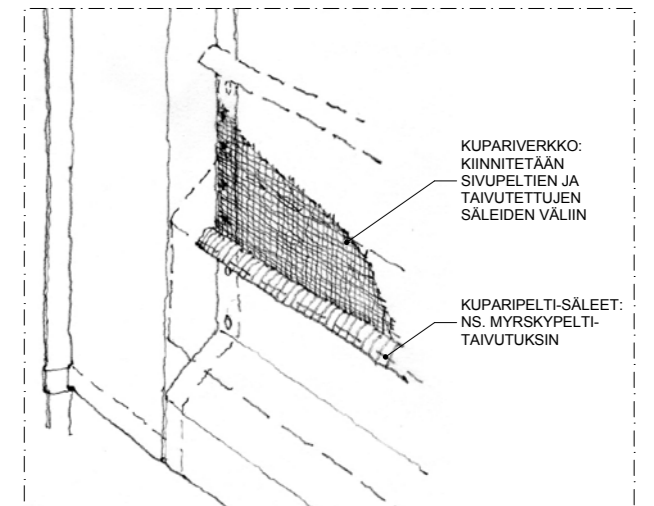 KUPARIVERKKO:
KIINNITETÄÄN
SIVUPELTIEN JA
TAIVUTETTUJEN
SÄLEIDEN VÄLIIN
KUPARIPELTI-SÄLEET:
NS. MYRSKYPELTI-
TAIVUTUKSIN